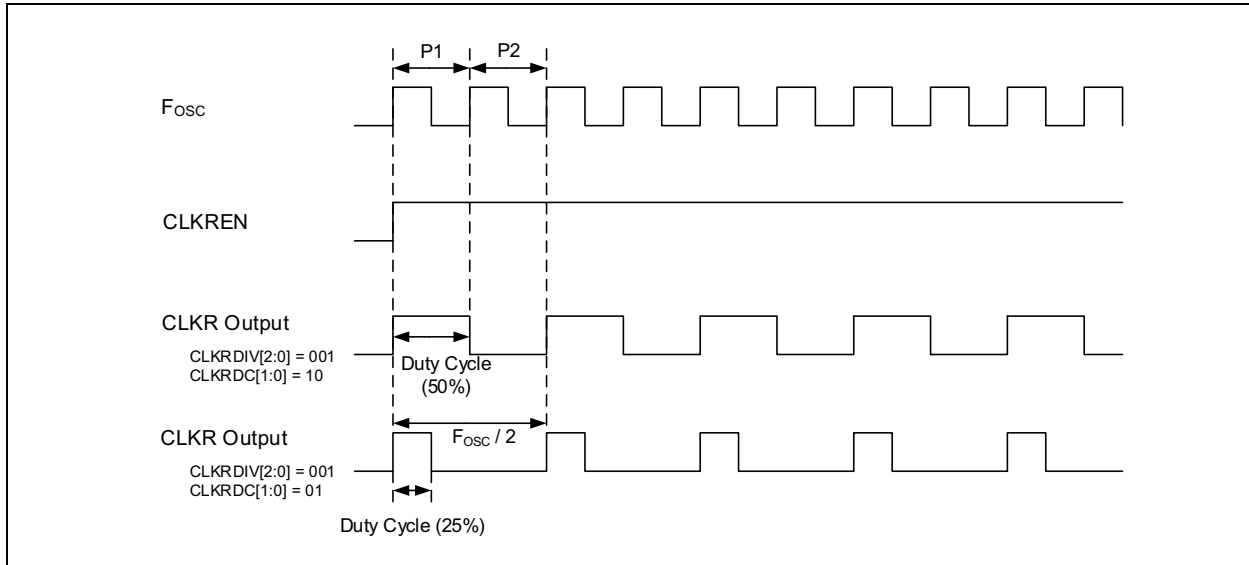 P1 P2
FOSC
CLKREN
CLKR Output
CLKRDIV[2:0] = 001
CLKRDC[1:0] = 10
Duty Cycle
(50%)
FOSC / 2
CLKR Output
CLKRDIV[2:0] = 001
CLKRDC[1:0] = 01
Duty Cycle (25%)